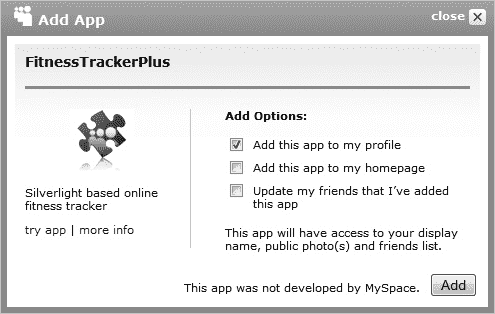 Add App
close X
FitnessTrackerPlus
Silverlight based online
fitness tracker
try app | more info
Add Options:
Add this app to my profile
Add this app to my homepage
Update my friends that I've added
this app
This app will have access to your display
name, public photo(s) and friends list.
This app was not developed by MySpace.
Add